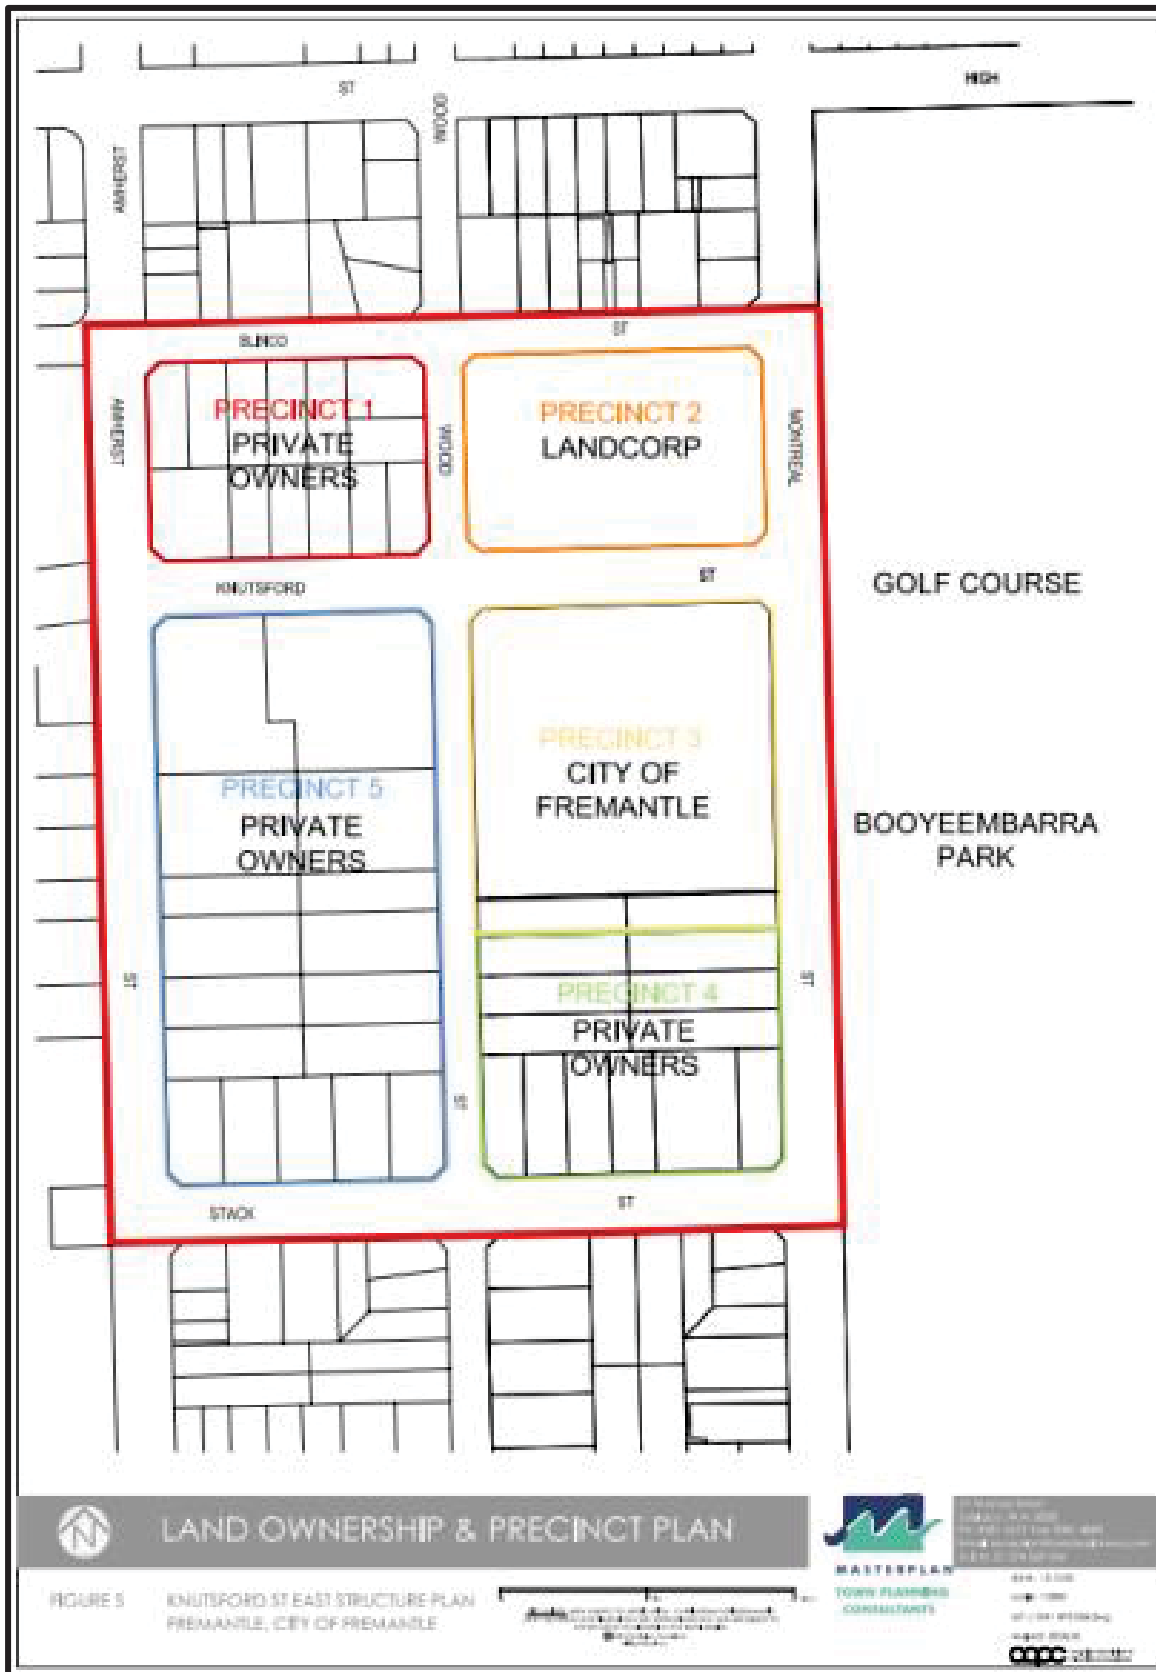 HIGH
ST
WOOD
AMHERST
BLINCO
ST
AMHERST
WOOD
MONTREAL
PRECINCT 1
PRIVATE
OWNERS
PRECINCT 2
LANDCORP
KNUTSFORD
ST
GOLF COURSE
PRECINCT 3
CITY OF
FREMANTLE
PRECINCT 5
PRIVATE
OWNERS
BOOYEEMBARRA
PARK
ST
ST
PRECINCT 4
PRIVATE
OWNERS
ST
STACK
ST
N
LAND OWNERSHIP & PRECINCT PLAN
FIGURE 5
KNUTSFORD ST EAST STRUCTURE PLAN
FREMANTLE, CITY OF FREMANTLE
MASTERPLAN
TOWN PLANNING
CONSULTANTS